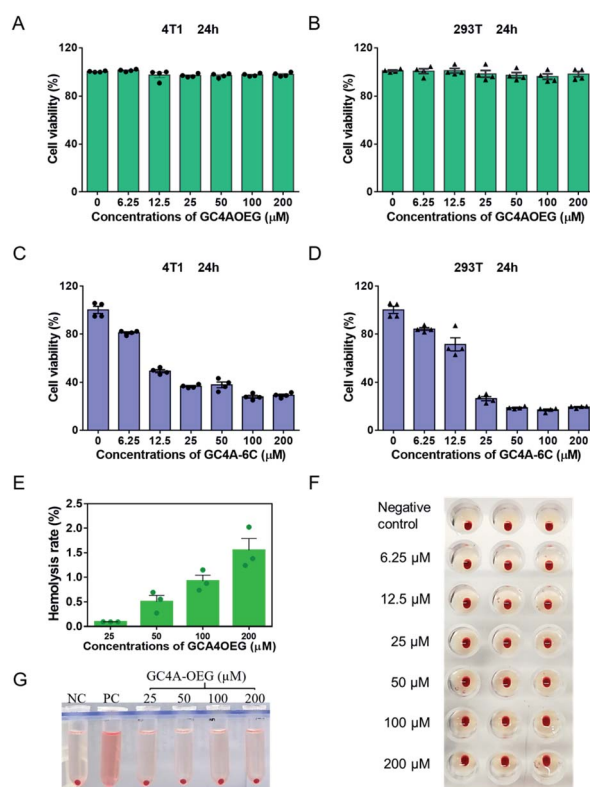 A
4T1 24h
Cell viability (%)
120
80
40
0
0 6.25 12.5 25 50 100 200
Concentrations of GC4AOEG (μM)
B
293T 24h
Cell viability (%)
120
80
40
0
0 6.25 12.5 25 50 100 200
Concentrations of GC4AOEG (μM)
C
4T1 24h
Cell viability (%)
120
80
40
0
0 6.25 12.5 25 50 100 200
Concentrations of GC4A-6C (μM)
D
293T 24h
Cell viability (%)
120
80
40
0
0 6.25 12.5 25 50 100 200
Concentrations of GC4A-6C (μM)
E
Hemolysis rate (%)
2.5
2.0
1.5
1.0
0.5
0.0
25 50 100 200
Concentrations of GCA4OEG (μM)
F
Negative
control
6.25 μM
12.5 μM
25 μM
50 μM
100 μM
200 μM
G
GC4A-OEG (μM)
NC PC 25 50 100 200